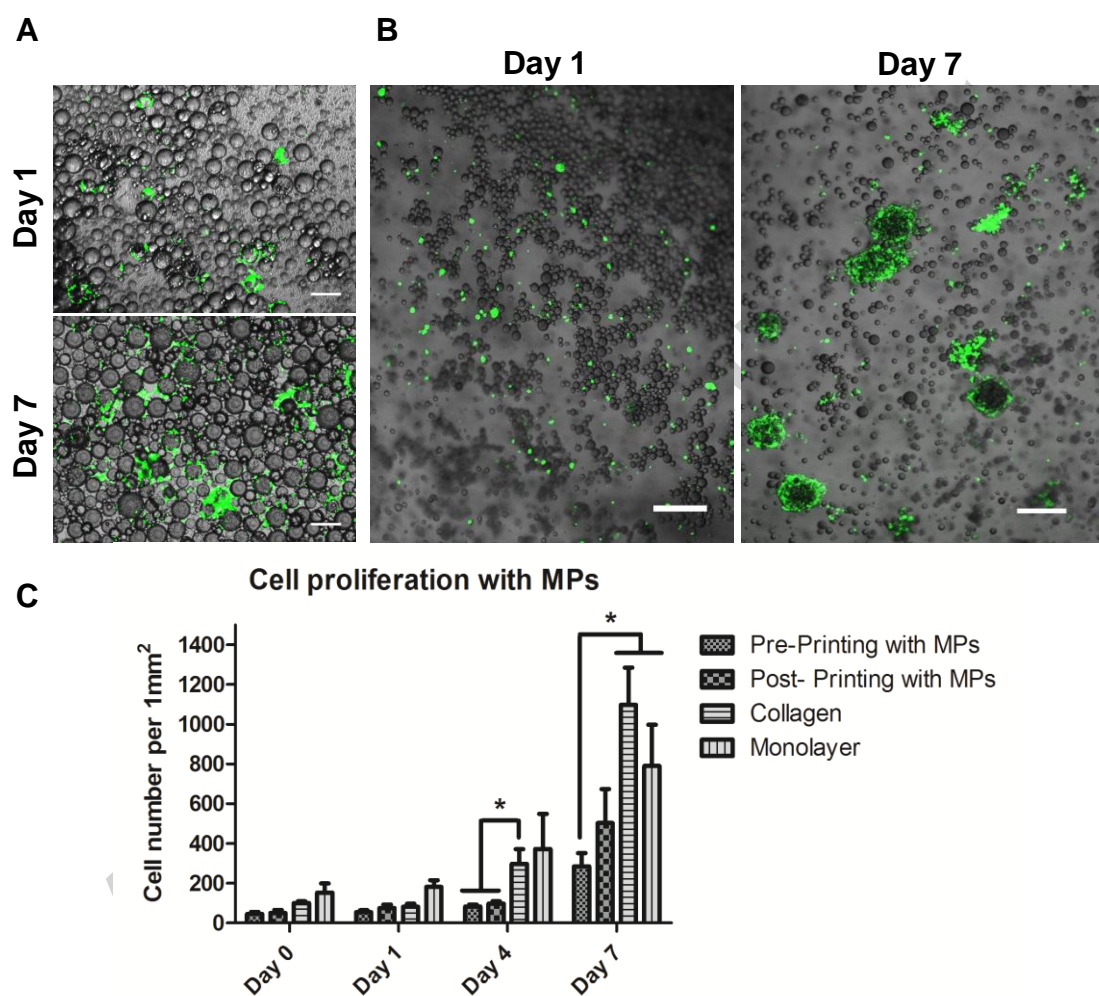 A
B
Day 1
Day 7
Day 1
Day 7
C
Cell proliferation with MPs
Cell number per 1mm²
1400
1200
1000
800
600
400
200
0
*
*
Day 0
Day 1
Day 4
Day 7
Pre-Printing with MPs
Post- Printing with MPs
Collagen
Monolayer